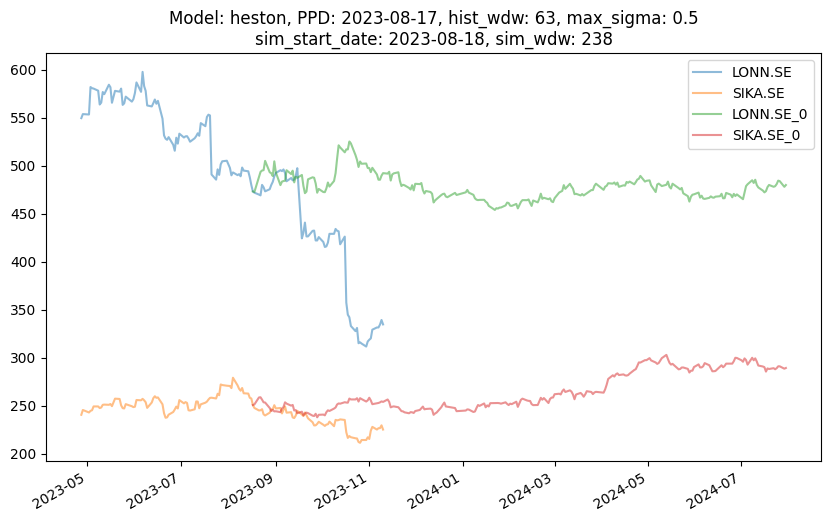 Model: heston, PPD: 2023-08-17, hist_wdw: 63, max_sigma: 0.5
sim_start_date: 2023-08-18, sim_wdw: 238
LONN.SE
SIKA.SE
LONN.SE_0
SIKA.SE_0
600
550
500
450
400
350
300
250
200
2023-05
2023-07
2023-09
2023-11
2024-01
2024-03
2024-05
2024-07